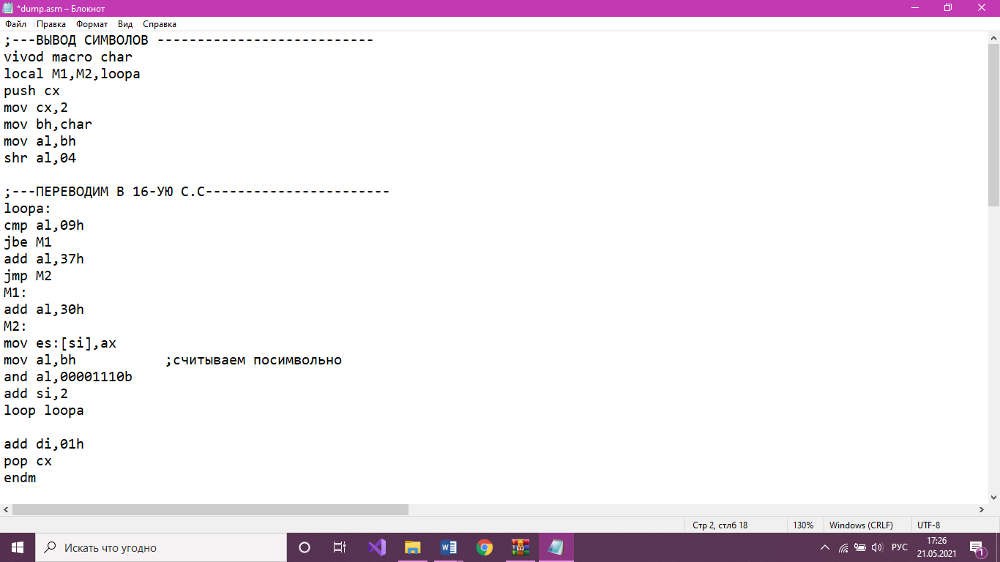 *dump.asm – Блокнот
Файл Правка Формат Вид Справка
;---ВЫВОД СИМВОЛОВ ---------------------------
vivod macro char
local M1,M2,loopa
push cx
mov cx,2
mov bh,char
mov al,bh
shr al,04
;---ПЕРЕВОДИМ В 16-УЮ С.С-----------------------
loopa:
cmp al,09h
jbe M1
add al,37h
jmp M2
M1:
add al,30h
M2:
mov es:[si],ax
mov al,bh ;считываем посимвольно
and al,00001110b
add si,2
loop loopa
add di,01h
pop cx
endm
Стр 2, стлб 18 130% Windows (CRLF) UTF-8
Искать что угодно
РУС
17:26
21.05.2021
1